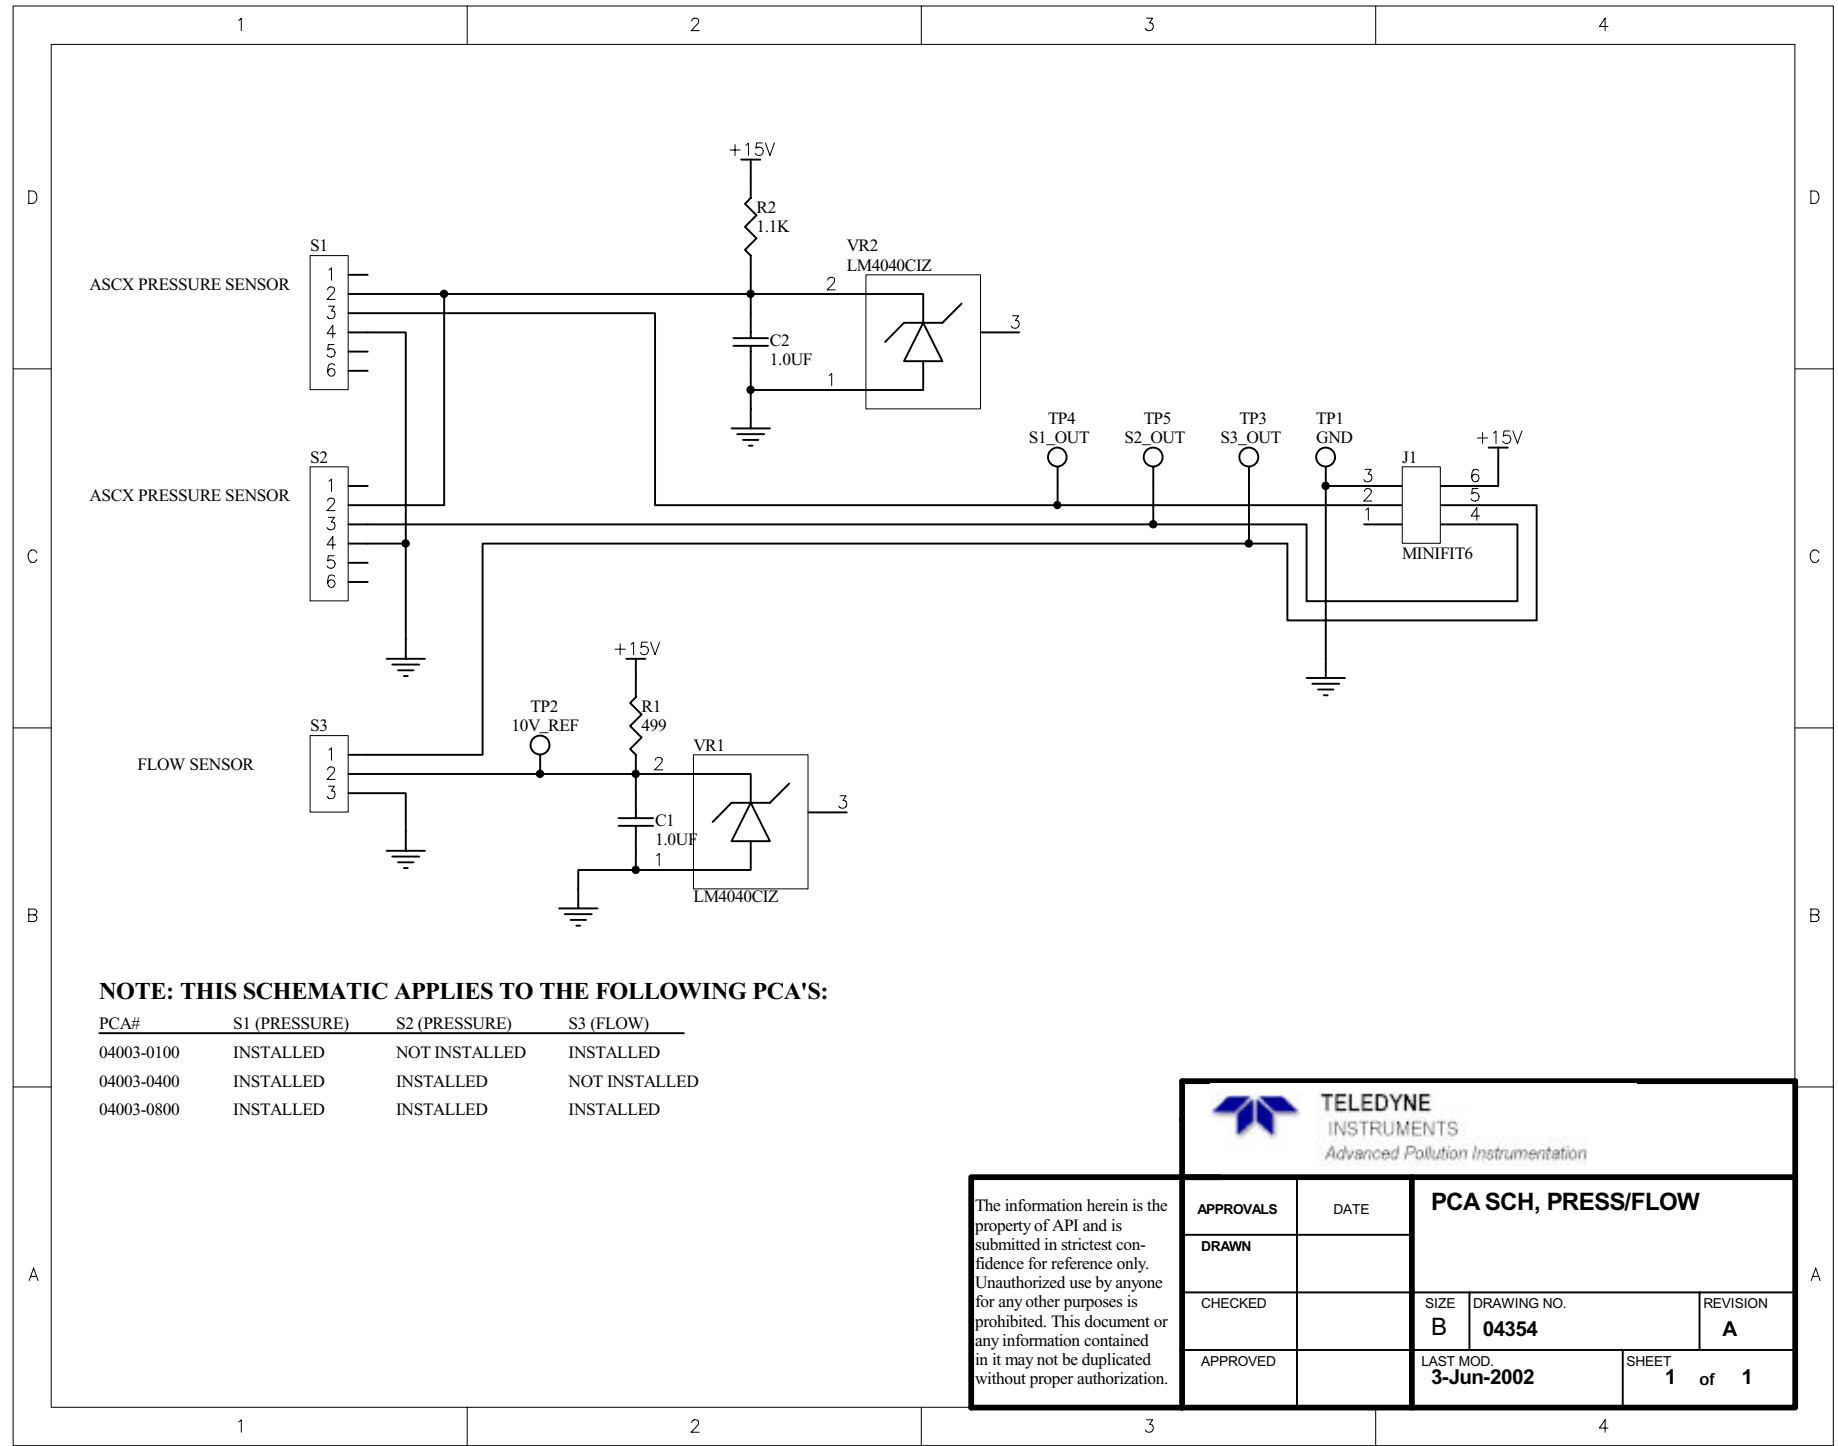 1 2 3 4
D D
+15V
R2
1.1K
VR2
LM4040CIZ
S1
ASCX PRESSURE SENSOR
1
2
3
4
5
6
2
3
C2
1.0UF
1
TP4
S1_OUT
TP5
S2_OUT
TP3
S3_OUT
TP1
GND
+15V
J1
3
2
1
6
5
4
MINIFIT6
S2
ASCX PRESSURE SENSOR
1
2
3
4
5
6
C C
+15V
TP2
10V_REF
R1
499
S3
FLOW SENSOR
1
2
3
VR1
2
3
C1
1.0UF
1
LM4040CIZ
B B
NOTE: THIS SCHEMATIC APPLIES TO THE FOLLOWING PCA'S:
PCA# S1 (PRESSURE) S2 (PRESSURE) S3 (FLOW)
04003-0100 INSTALLED NOT INSTALLED INSTALLED
04003-0400 INSTALLED INSTALLED NOT INSTALLED
04003-0800 INSTALLED INSTALLED INSTALLED
TELEDYNE
INSTRUMENTS
Advanced Pollution Instrumentation
The information herein is the
property of API and is
submitted in strictest con-
fidence for reference only.
Unauthorized use by anyone
for any other purposes is
prohibited. This document or
any information contained
in it may not be duplicated
without proper authorization.
APPROVALS DATE
DRAWN
CHECKED
APPROVED
PCA SCH, PRESS/FLOW
SIZE DRAWING NO. REVISION
B 04354 A
LAST MOD. SHEET
3-Jun-2002 1 of 1
A A
1 2 3 4